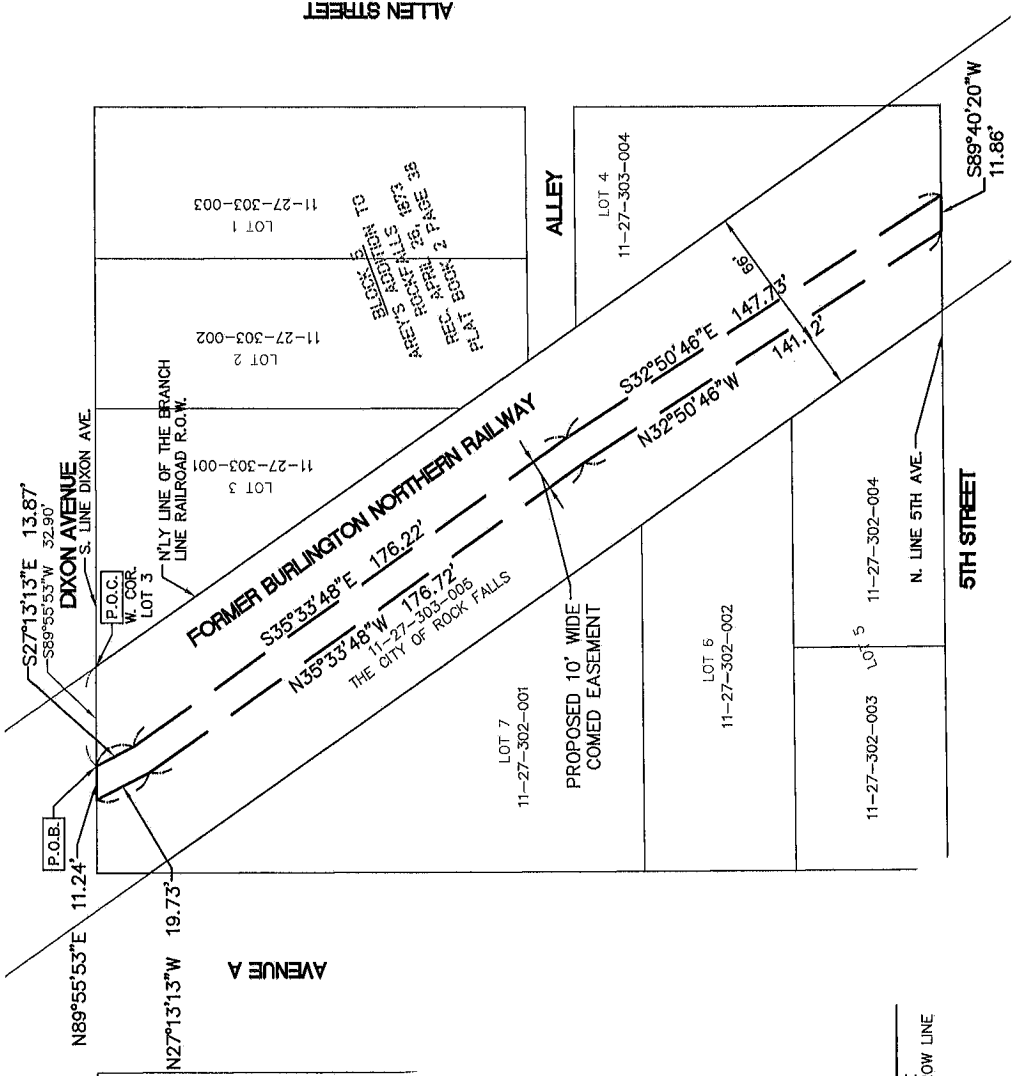 ALLEN STREET
S27°13'13"E 13.87'
S89°55'53"W 32.90'
DIXON AVENUE
S. LINE DIXON AVE.
P.O.C.
W. COR.
LOT 3
N'LY LINE OF THE BRANCH
LINE RAILROAD R.O.W.
P.O.B.
N89°55'53"E 11.24'
N27°13'13"W 19.73'
AVENUE A
LOT 1
11-27-303-003
LOT 2
11-27-303-002
LOT 3
11-27-303-001
BLOCK 5
AREY'S ADDITION TO
ROCKFALLS
REC. APRIL 26, 1873
PLAT BOOK 2 PAGE 38
ALLEY
LOT 4
11-27-303-004
FORMER BURLINGTON NORTHERN RAILWAY
S35°33'48"E 176.22'
N35°33'48"W 176.72'
11-27-303-005
THE CITY OF ROCK FALLS
S32°50'46"E 147.73'
N32°50'46"W 141.12'
66'
PROPOSED 10' WIDE
COMED EASEMENT
LOT 7
11-27-302-001
LOT 6
11-27-302-002
LOT 5
11-27-302-003
11-27-302-004
N. LINE 5TH AVE.
5TH STREET
S89°40'20"W
11.86'
OW LINE